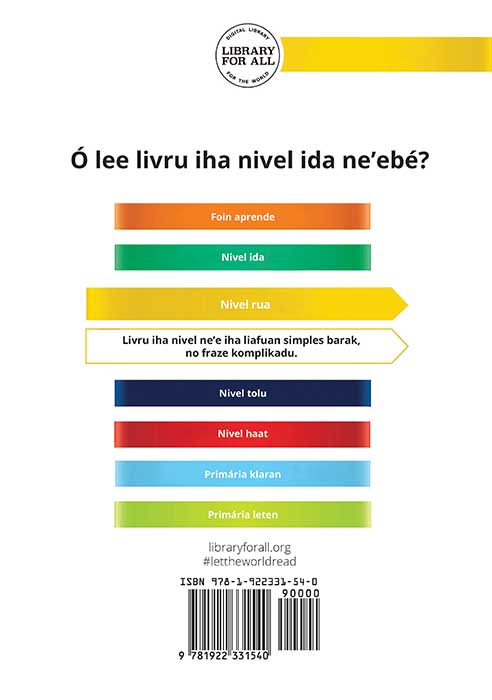 DIGITAL LIBRARY
LIBRARY
FOR ALL
FOR THE WORLD
Ó lee livru iha nivel ida ne’ebé?
Foin aprende
Nivel ida
Nivel rua
Livru iha nivel ne’e iha liafuan simples barak,
no fraze komplikadu.
Nivel tolu
Nivel haat
Primária klaran
Primária leten
libraryforall.org
#lettheworldread
ISBN 978-1-922331-54-0
90000
9 781922 331540